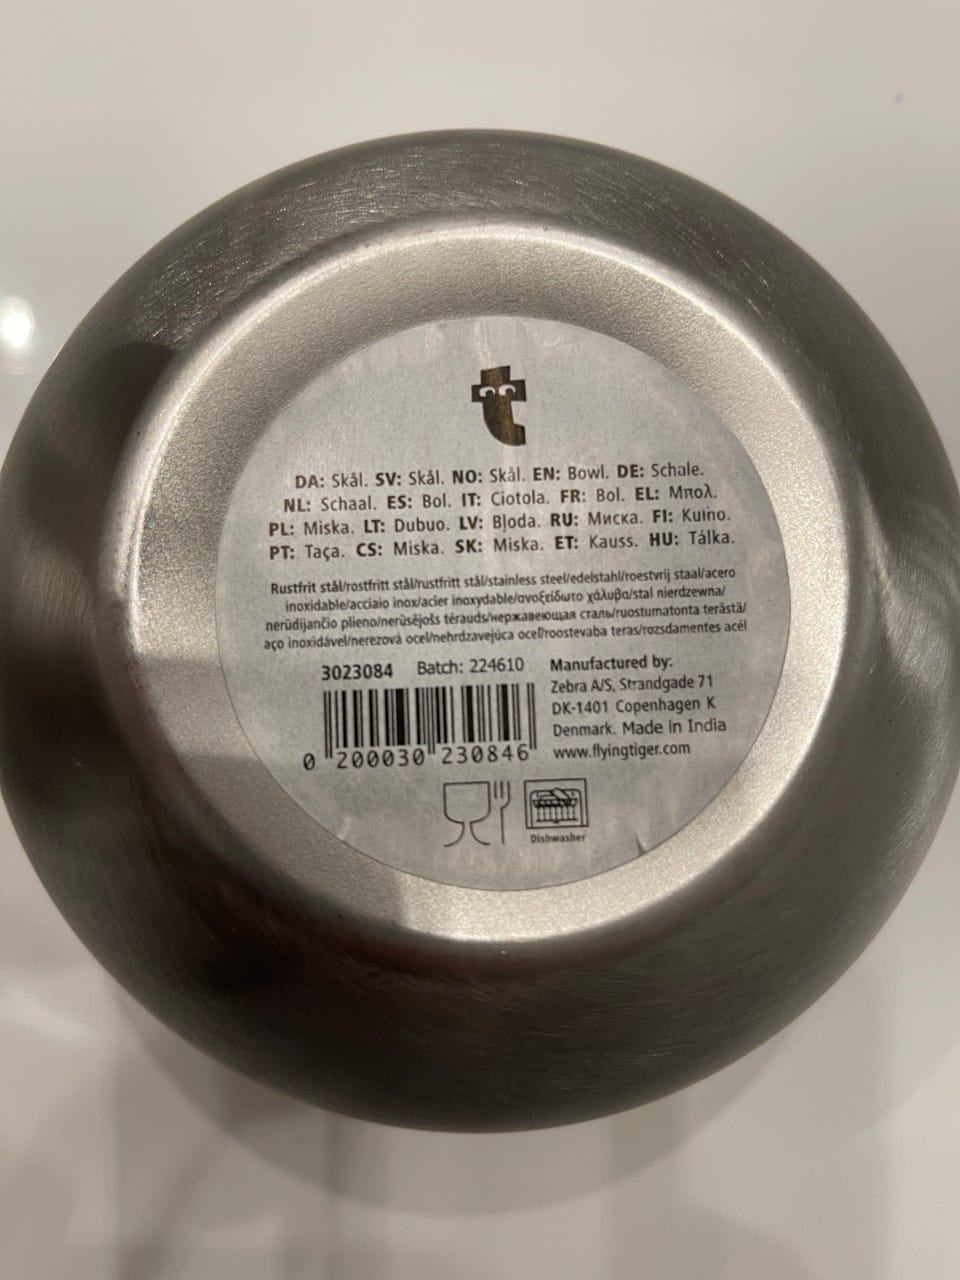 DA: Skål. SV: Skål. NO: Skål. EN: Bowl. DE: Schale.
NL: Schaal. ES: Bol. IT: Ciotola. FR: Bol. EL: Μπολ.
PL: Miska. LT: Dubuo. LV: Bļoda. RU: Миска. FI: Kulho.
PT: Taça. CS: Miska. SK: Miska. ET: Kauss. HU: Tálka.
Rustfrit stål/rostfritt stål/rustfritt stål/stainless steel/edelstahl/roestvrij staal/acero
inoxidable/acciaio inox/acier inoxydable/ανοξείδωτο χάλυβα/stal nierdzewna/
nerūdijančio plieno/nerūsējošs tērauds/нержавеющая сталь/ruostumatonta terästä/
aço inoxidável/nerezová ocel/nehrdzavejúca oceľ/roostevaba teras/rozsdamentes acél
3023084 Batch: 224610
0 200030 230846
Manufactured by:
Zebra A/S, Strandgade 71
DK-1401 Copenhagen K
Denmark. Made in India
www.flyingtiger.com
Dishwasher